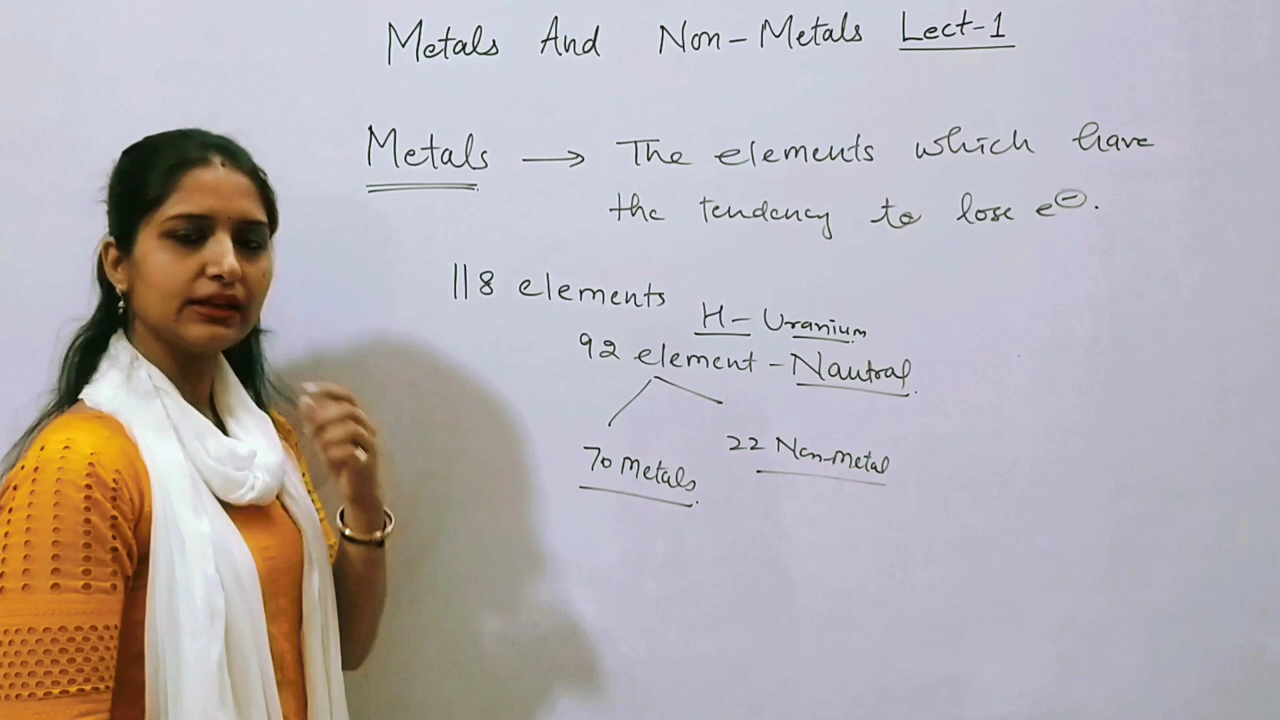 Metals And Non-Metals Lect-1
Metals → The elements which have
the tendency to lose e⊖.
118 elements
H- Uranium
92 element - Nautral.
70 Metals.
22 Non-Metal